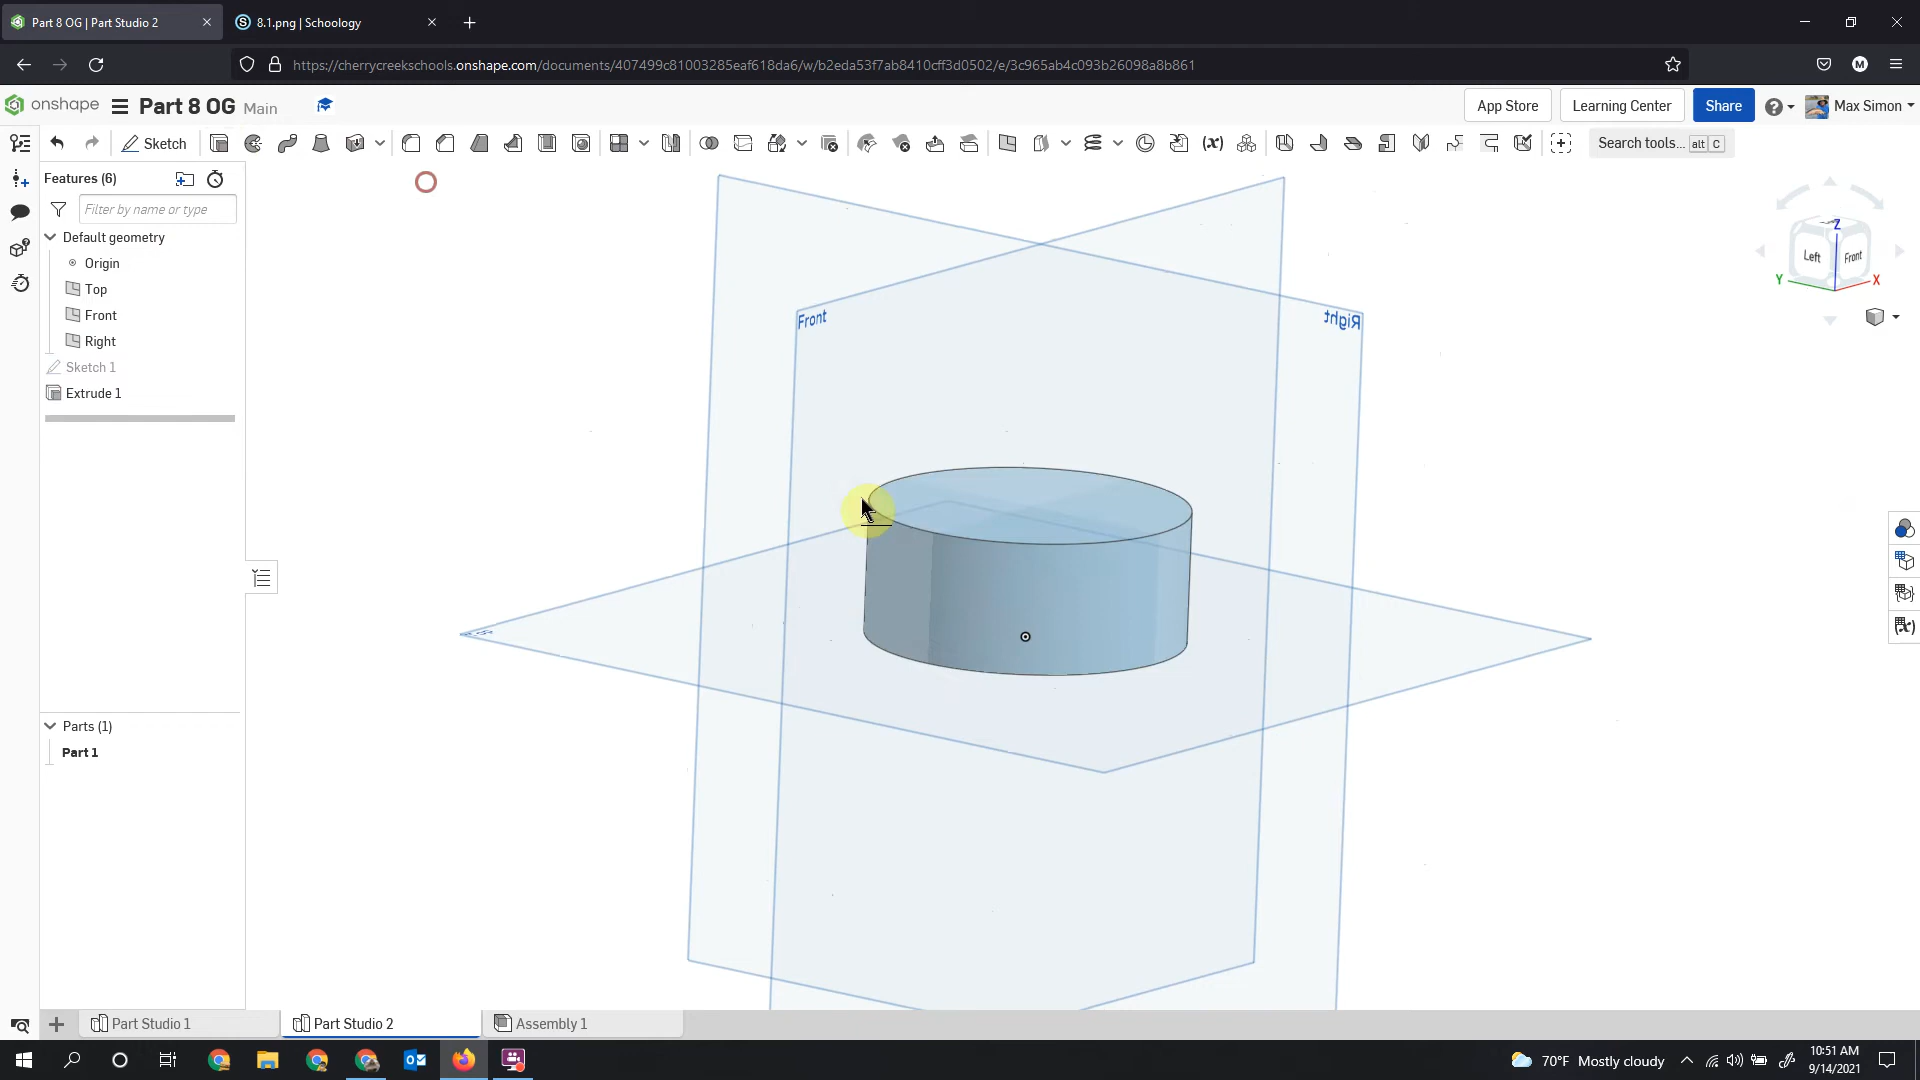 Part 8 OG | Part Studio 2
8.1.png | Schoology
https://cherrycreekschools.onshape.com/documents/407499c81003285eaf618da6/w/b2eda53f7ab8410cff3d0502/e/3c965ab4c093b26098a8b861
onshape
Part 8 OG Main
App Store
Learning Center
Share
Max Simon
Sketch
Search tools... alt C
Features (6)
Filter by name or type
Default geometry
Origin
Top
Front
Right
Sketch 1
Extrude 1
Front
Right
Z
Left
Front
Y
X
Parts (1)
Part 1
Part Studio 1
Part Studio 2
Assembly 1
70°F Mostly cloudy
10:51 AM
9/14/2021